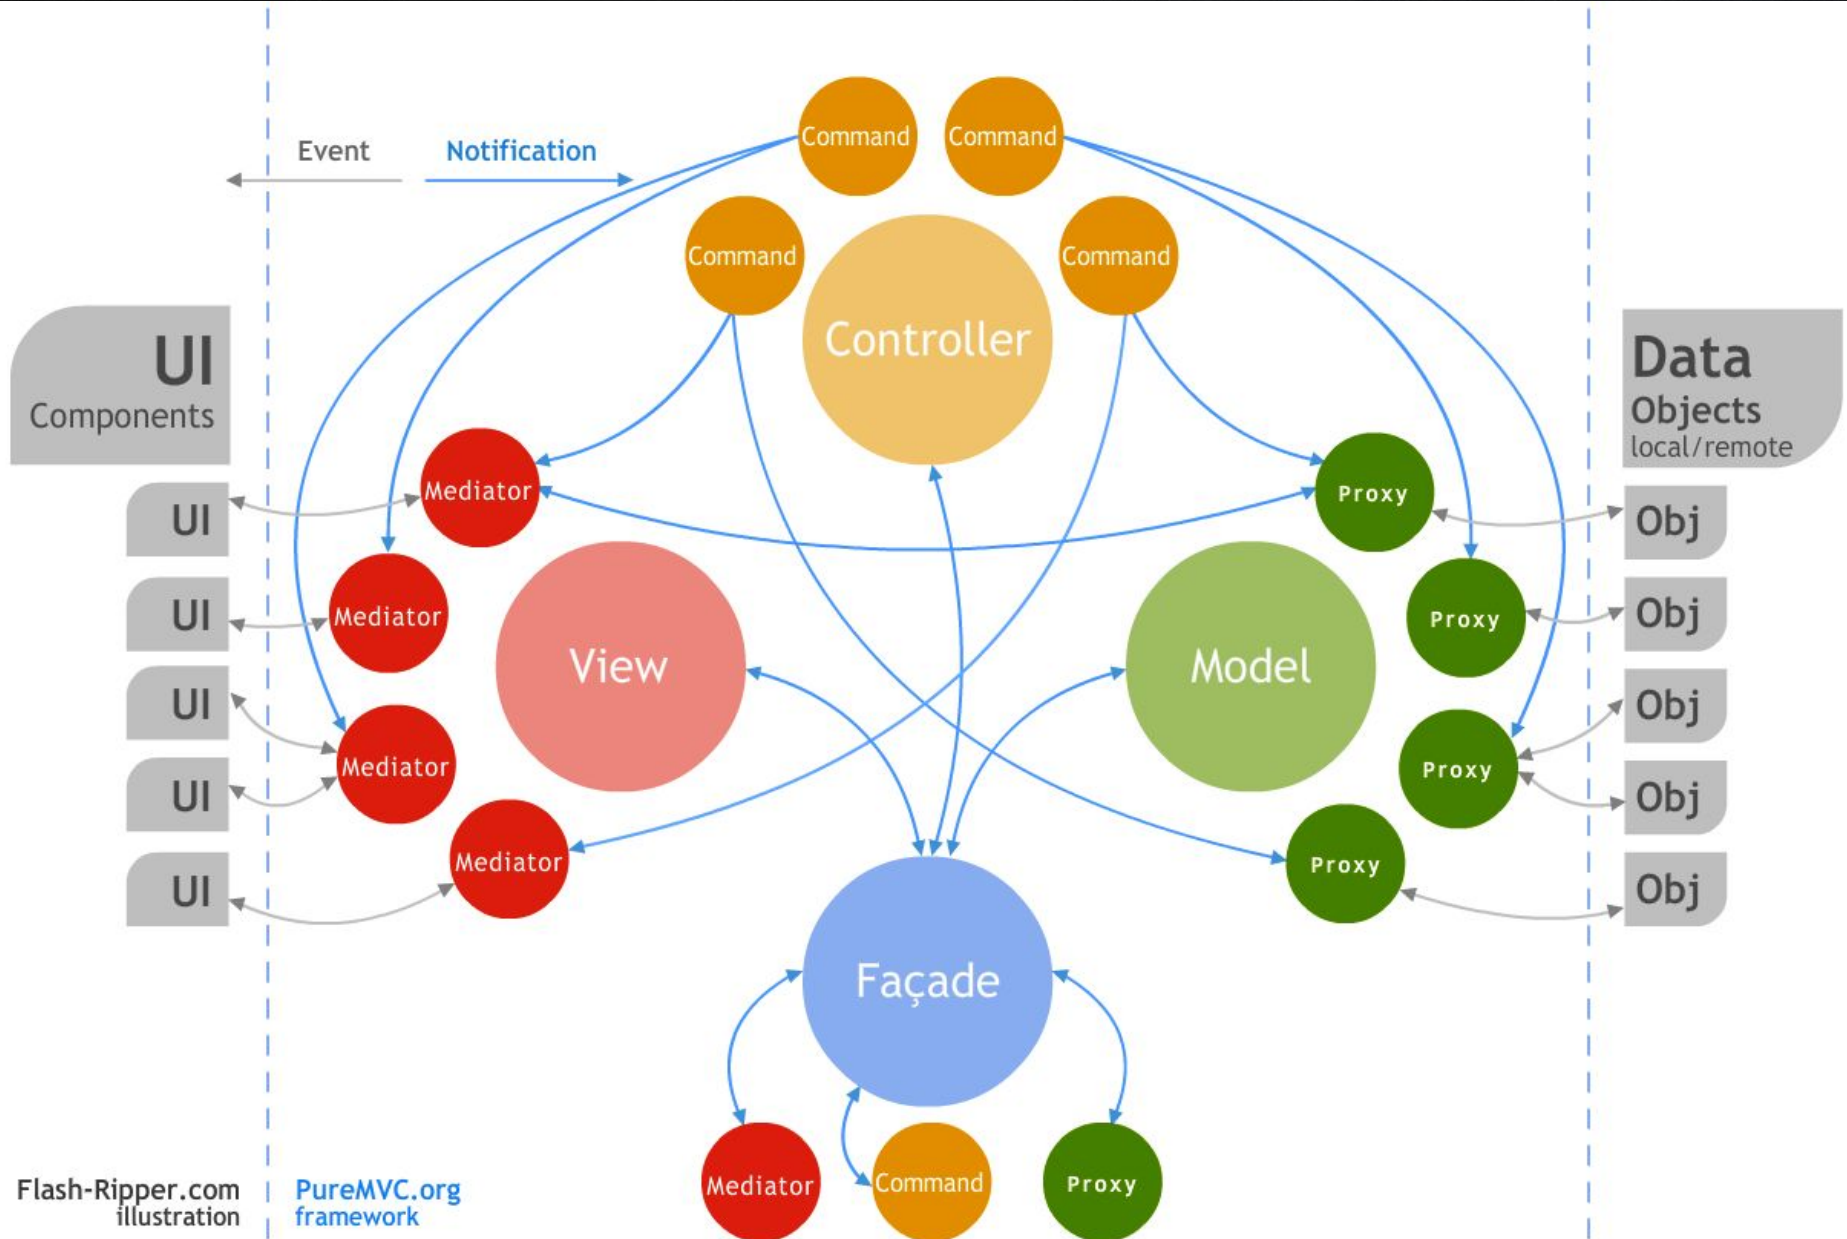 Event
Notification
Command
Command
Command
Command
Controller
UI
Components
Data
Objects
local/remote
Mediator
Proxy
UI
Obj
Mediator
Proxy
UI
Obj
View
Model
UI
Obj
Mediator
Proxy
UI
Obj
Mediator
Proxy
UI
Obj
Façade
Mediator
Command
Proxy
Flash-Ripper.com
illustration
PureMVC.org
framework